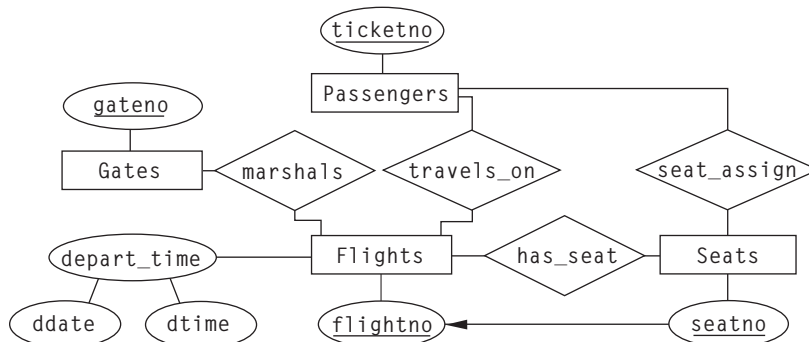 ticketno
Passengers
gateno
Gates
marshals
travels_on
seat_assign
depart_time
Flights
has_seat
Seats
ddate
dtime
flightno
seatno